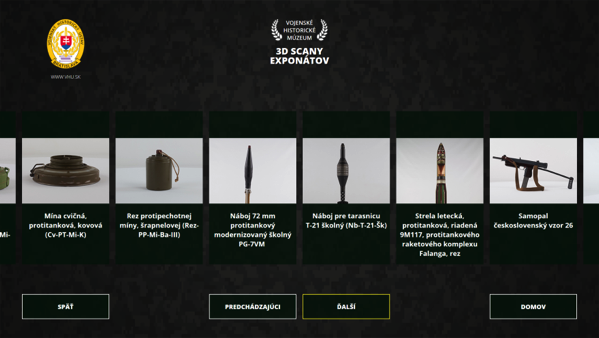 VOJENSKÉ
HISTORICKÉ
MÚZEUM
3D SCANY
EXPONÁTOV
WWW.VHU.SK
Mi-
Mína cvičná,
protitanková, kovová
(Cv-PT-Mi-K)
Rez protipechotnej
míny, šrapnelovej (Rez-
PP-Mi-Ba-III)
Náboj 72 mm
protitankový
modernizovaný školný
PG-7VM
Náboj pre tarasnicu
T-21 školný (Nb-T-21-Šk)
Strela letecká,
protitanková, riadená
9M117, protitankového
raketového komplexu
Falanga, rez
Samopal
československý vzor 26
SPÄŤ
PREDCHÁDZAJÚCI
ĎALŠÍ
DOMOV